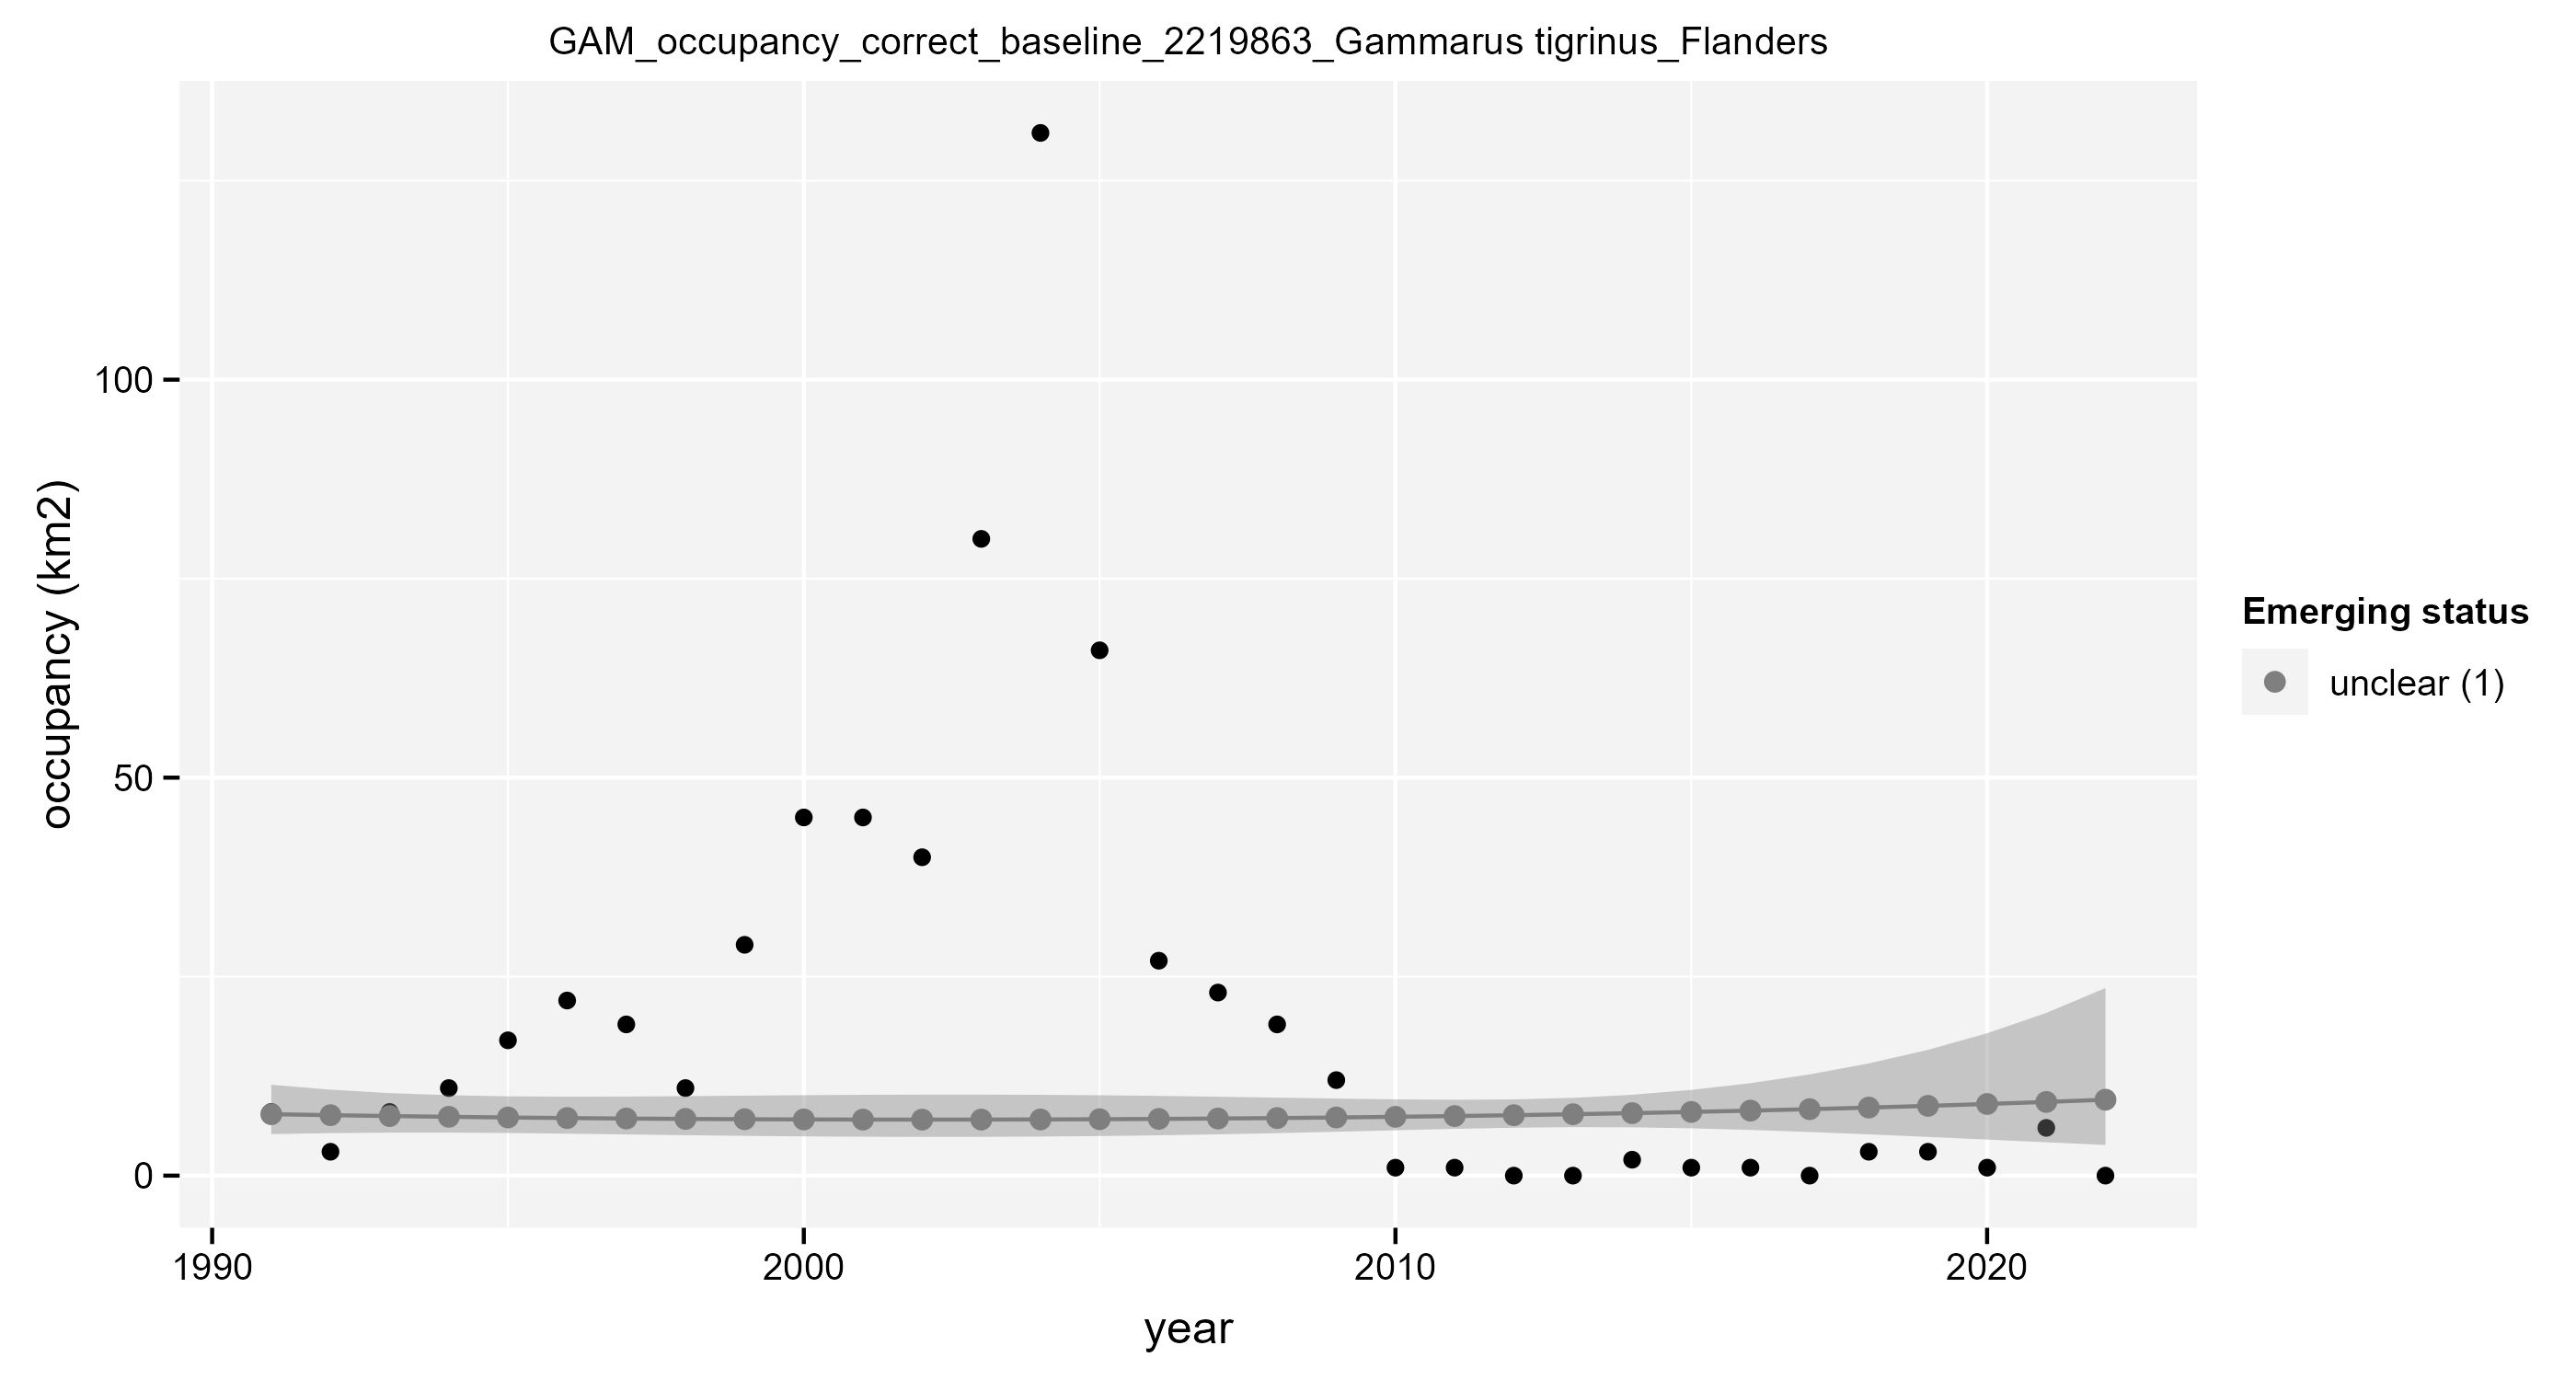 GAM_occupancy_correct_baseline_2219863_Gammarus tigrinus_Flanders
occupancy (km2)
100
50
0
1990
2000
2010
2020
year
Emerging status
unclear (1)